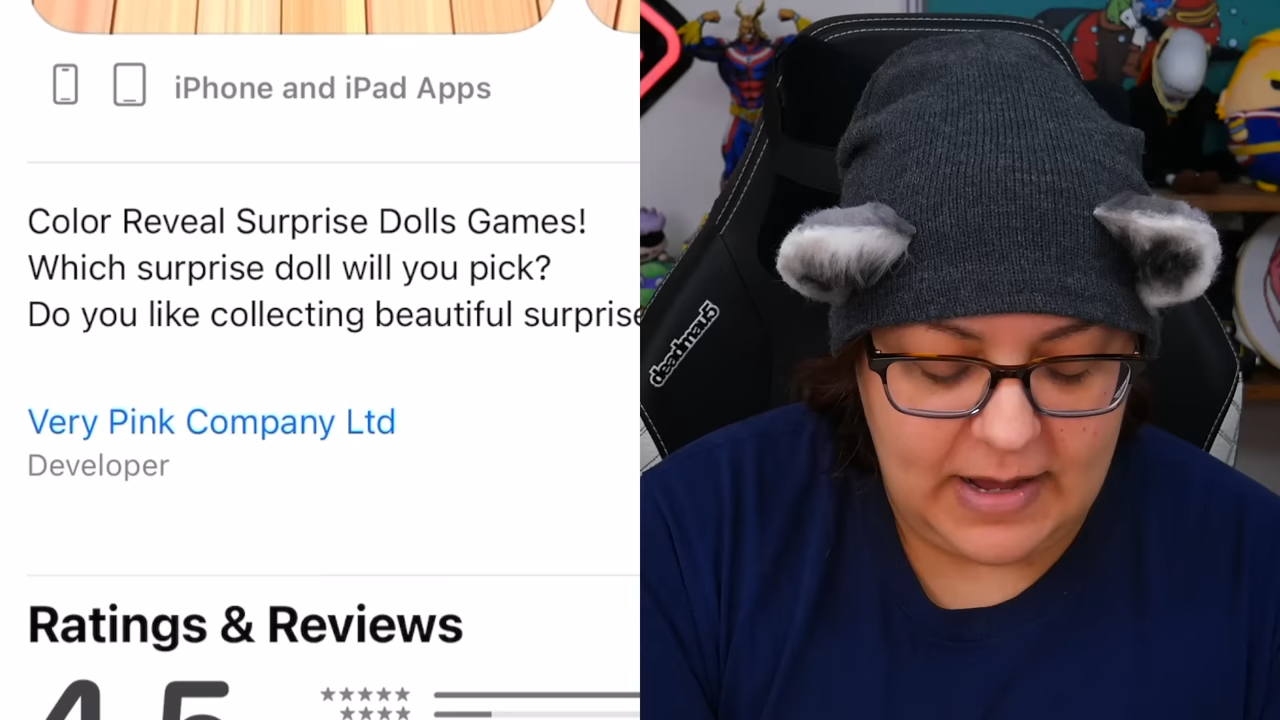 iPhone and iPad Apps
Color Reveal Surprise Dolls Games!
Which surprise doll will you pick?
Do you like collecting beautiful surprise
Very Pink Company Ltd
Developer
Ratings & Reviews
4.5
deadmau5